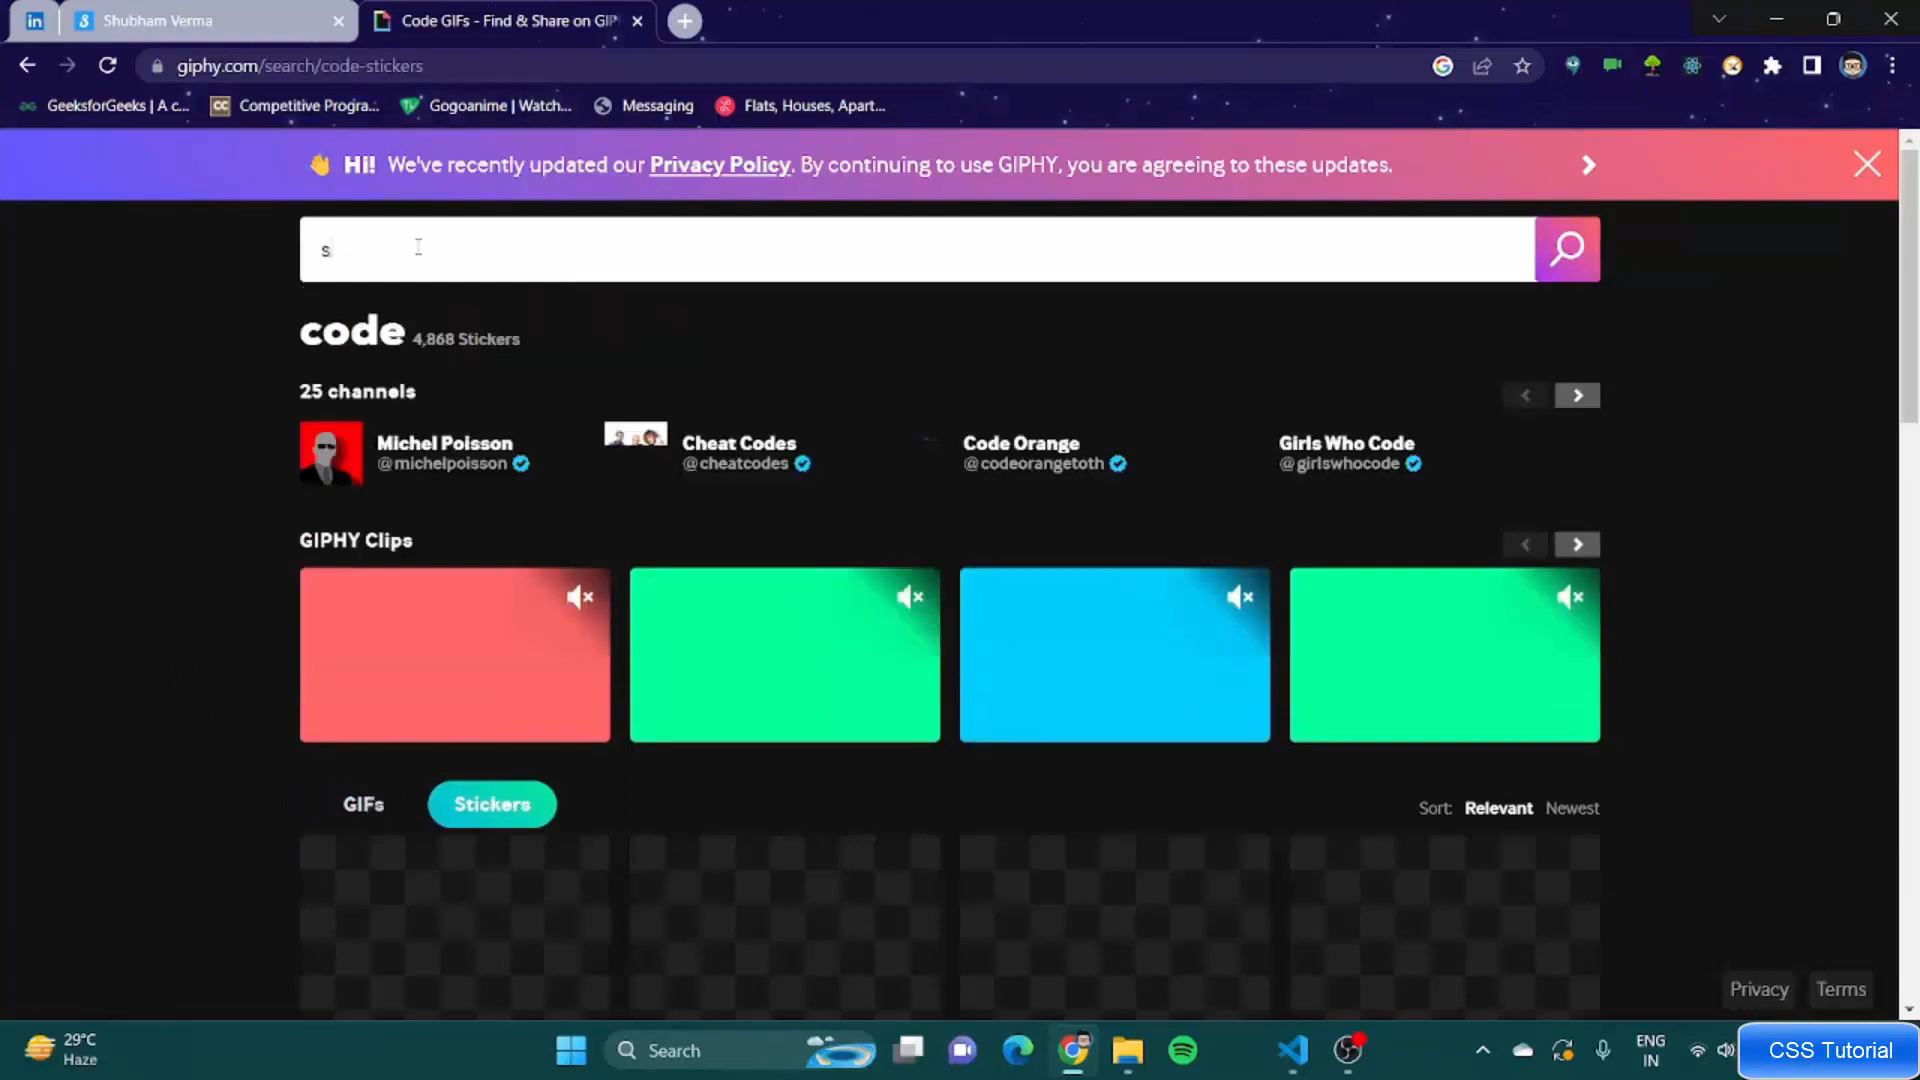 in
Shubham Verma
Code GIFs - Find & Share on GIP
giphy.com/search/code-stickers
GeeksforGeeks | A c...
CC Competitive Progra...
Gogoanime | Watch...
Messaging
Flats, Houses, Apart...
Hi! We've recently updated our Privacy Policy. By continuing to use GIPHY, you are agreeing to these updates.
s
code 4,868 Stickers
25 channels
Michel Poisson
@michelpoisson
Cheat Codes
@cheatcodes
Code Orange
@codeorangetoth
Girls Who Code
@girlswhocode
GIPHY Clips
GIFs
Stickers
Sort: Relevant Newest
Privacy
Terms
29°C
Haze
Search
ENG
IN
CSS Tutorial